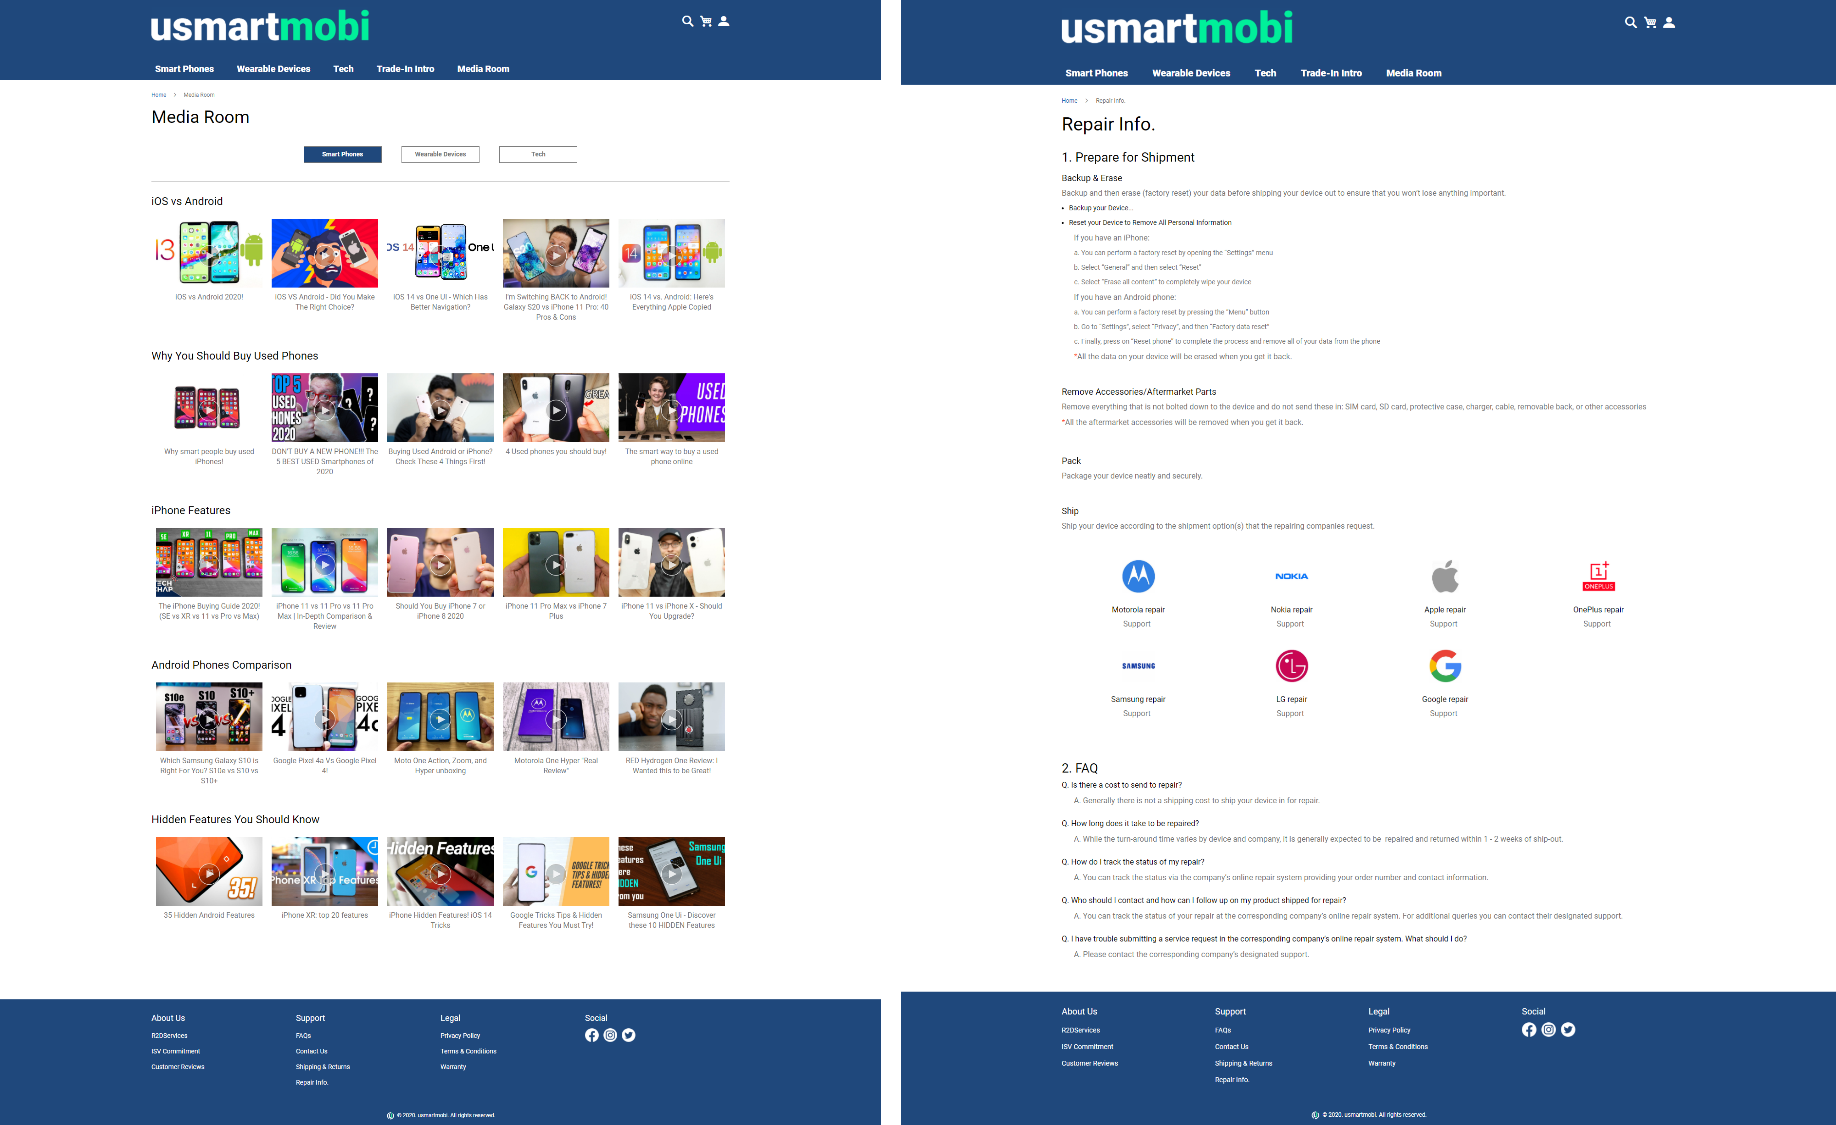 usmartmobi
Smart Phones Wearable Devices Tech Trade-In Intro Media Room
Home > Media Room
Media Room
Smart Phones Wearable Devices Tech
iOS vs Android
iOS vs Android 2020!
iOS VS Android - Did You Make
The Right Choice?
iOS 14 vs One UI - Which Has
Better Navigation?
I'm Switching BACK to Android!
Galaxy S20 vs iPhone 11 Pro: 40
Pros & Cons
iOS 14 vs. Android: Here's
Everything Apple Copied
Why You Should Buy Used Phones
TOP 5
USED
PHONES
2020
GREA
USED
PHONES
Why smart people buy used
iPhones!
DON'T BUY A NEW PHONE!!! The
5 BEST USED Smartphones of
2020
Buying Used Android or iPhone?
Check These 4 Things First!
4 Used phones you should buy!
The smart way to buy a used
phone online
iPhone Features
SE XR 11 PRO MAX
The iPhone Buying Guide 2020!
(SE vs XR vs 11 vs Pro vs Max)
iPhone 11 vs 11 Pro vs 11 Pro
Max | In-Depth Comparison &
Review
Should You Buy iPhone 7 or
iPhone 8 2020
iPhone 11 Pro Max vs iPhone 7
Plus
iPhone 11 vs iPhone X - Should
You Upgrade?
Android Phones Comparison
S10e S10 S10+
Which Samsung Galaxy S10 is
Right For You? S10e vs S10 vs
S10+
Google Pixel 4a Vs Google Pixel
4!
Moto One Action, Zoom, and
Hyper unboxing
Motorola One Hyper "Real
Review"
RED Hydrogen One Review: I
Wanted this to be Great!
Hidden Features You Should Know
35!
iPhone XR Top Features
Hidden Features
GOOGLE TRICK
TIPS & HIDDE
FEATURES!
Samsung
One Ui
35 Hidden Android Features
iPhone XR: top 20 features
iPhone Hidden Features! iOS 14
Tricks
Google Tricks Tips & Hidden
Features You Must Try!
Samsung One Ui - Discover
these 10 HIDDEN Features
About Us Support Legal Social
R2DServices FAQs Privacy Policy
ISV Commitment Contact Us Terms & Conditions
Customer Reviews Shipping & Returns Warranty
Repair Info.
© 2020. usmartmobi. All rights reserved.
usmartmobi
Smart Phones Wearable Devices Tech Trade-In Intro Media Room
Home > Repair Info.
Repair Info.
1. Prepare for Shipment
Backup & Erase
Backup and then erase (factory reset) your data before shipping your device out to ensure that you won't lose anything important.
• Backup your Device...
• Reset your Device to Remove All Personal Information
If you have an iPhone:
a. You can perform a factory reset by opening the "Settings" menu
b. Select "General" and then select "Reset"
c. Select "Erase all content" to completely wipe your device
If you have an Android phone:
a. You can perform a factory reset by pressing the "Menu" button
b. Go to "Settings", select "Privacy", and then "Factory data reset"
c. Finally, press on "Reset phone" to complete the process and remove all of your data from the phone
*All the data on your device will be erased when you get it back.
Remove Accessories/Aftermarket Parts
Remove everything that is not bolted down to the device and do not send these in: SIM card, SD card, protective case, charger, cable, removable back, or other accessories
*All the aftermarket accessories will be removed when you get it back.
Pack
Package your device neatly and securely.
Ship
Ship your device according to the shipment option(s) that the repairing companies request.
NOKIA
ONEPLUS
Motorola repair Nokia repair Apple repair OnePlus repair
Support Support Support Support
SAMSUNG
LG
Samsung repair LG repair Google repair
Support Support Support
2. FAQ
Q. Is there a cost to send to repair?
A. Generally there is not a shipping cost to ship your device in for repair.
Q. How long does it take to be repaired?
A. While the turn-around time varies by device and company, it is generally expected to be repaired and returned within 1 - 2 weeks of ship-out.
Q. How do I track the status of my repair?
A. You can track the status via the company's online repair system providing your order number and contact information.
Q. Who should I contact and how can I follow up on my product shipped for repair?
A. You can track the status of your repair at the corresponding company's online repair system. For additional queries you can contact their designated support.
Q. I have trouble submitting a service request in the corresponding company's online repair system. What should I do?
A. Please contact the corresponding company's designated support.
About Us Support Legal Social
R2DServices FAQs Privacy Policy
ISV Commitment Contact Us Terms & Conditions
Customer Reviews Shipping & Returns Warranty
Repair Info.
© 2020. usmartmobi. All rights reserved.